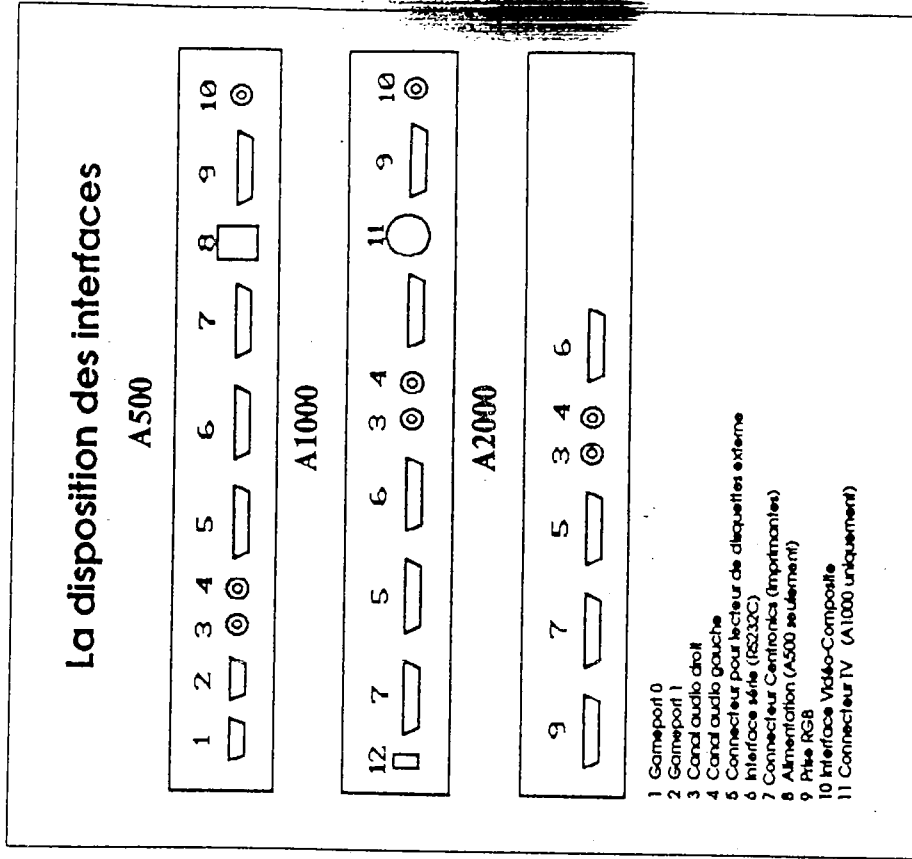 La disposition des interfaces
A500
1 2 3 4 5 6 7 8 9 10
A1000
12 7 5 6 3 4 11 9 10
A2000
9 7 5 3 4 6
1 Gameport 0
2 Gameport 1
3 Canal audio droit
4 Canal audio gauche
5 Connecteur pour lecteur de disquettes externe
6 Interface série (RS232C)
7 Connecteur Centronics (Imprimantes)
8 Alimentation (A500 seulement)
9 Prise RGB
10 Interface Vidéo-Composite
11 Connecteur TV (A1000 uniquement)